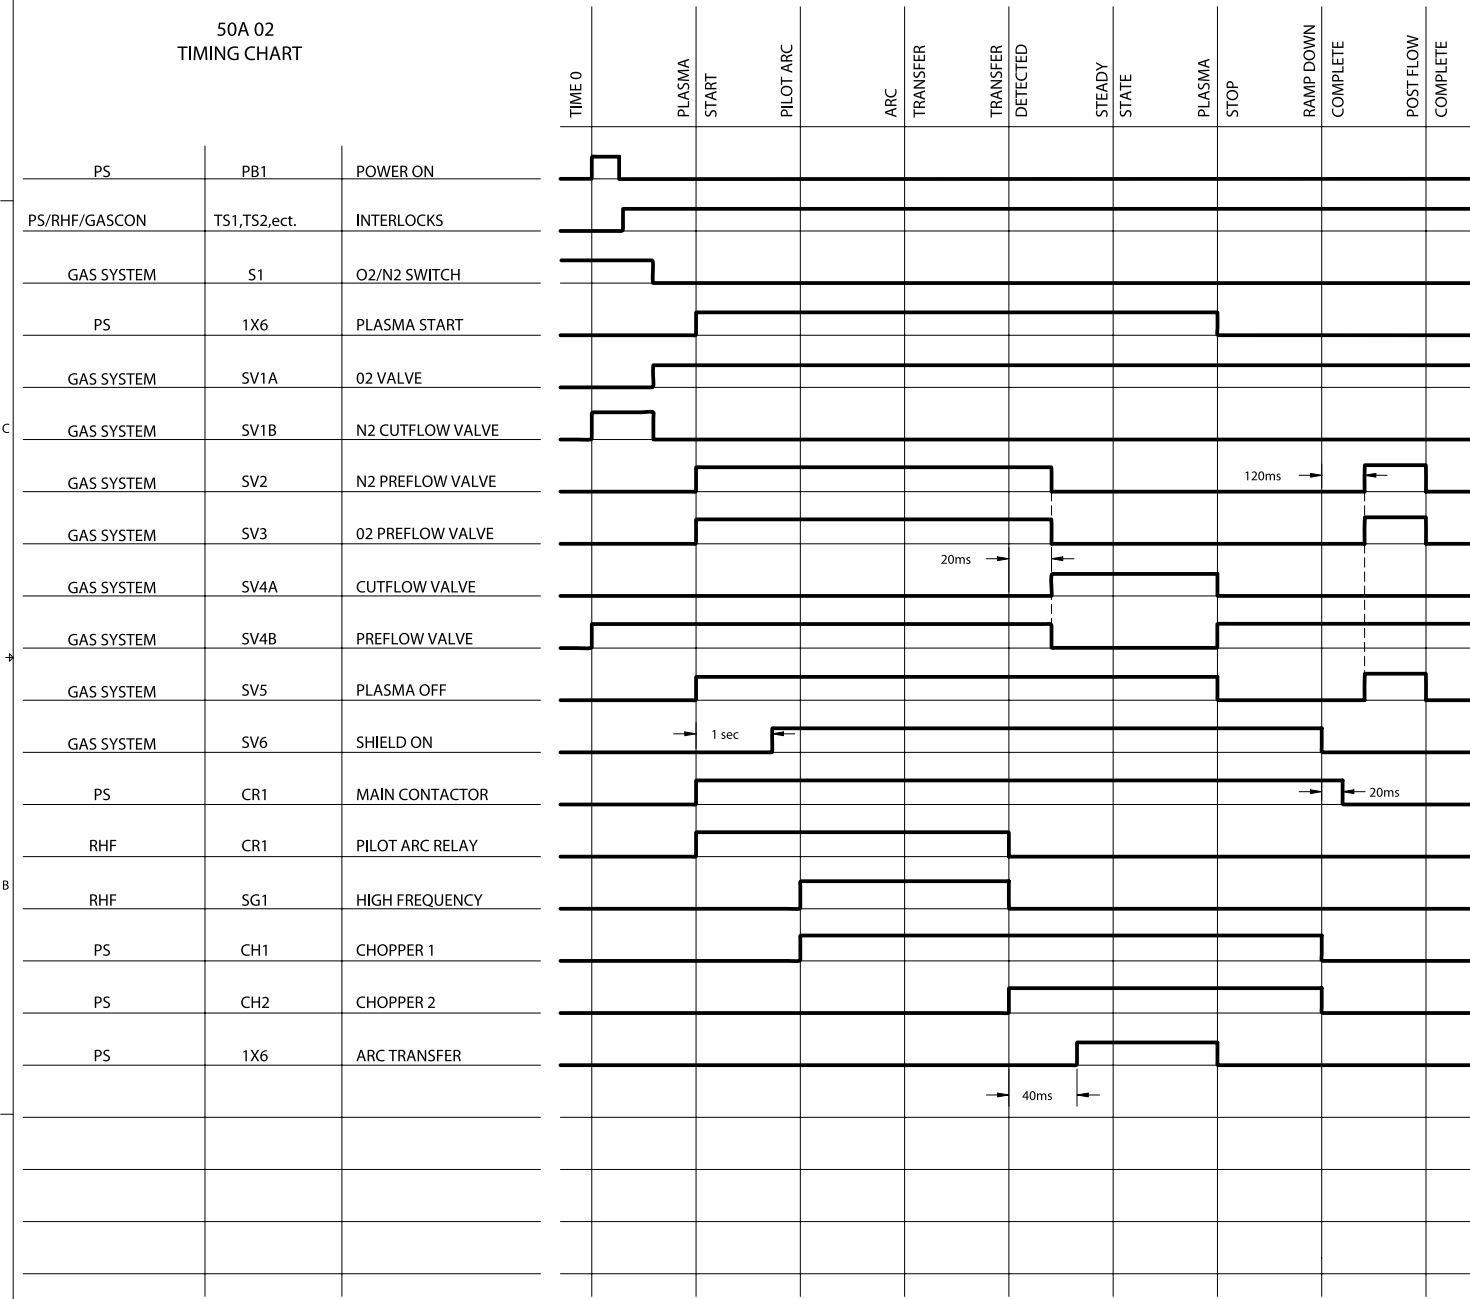 50A 02
TIMING CHART
TIME 0
PLASMA
START
PILOT ARC
ARC
TRANSFER
TRANSFER
DETECTED
STEADY
STATE
PLASMA
STOP
RAMP DOWN
COMPLETE
POST FLOW
COMPLETE
PS PB1 POWER ON
PS/RHF/GASCON TS1,TS2,ect. INTERLOCKS
GAS SYSTEM S1 O2/N2 SWITCH
PS 1X6 PLASMA START
GAS SYSTEM SV1A 02 VALVE
C
GAS SYSTEM SV1B N2 CUTFLOW VALVE
GAS SYSTEM SV2 N2 PREFLOW VALVE 120ms
GAS SYSTEM SV3 02 PREFLOW VALVE
20ms
GAS SYSTEM SV4A CUTFLOW VALVE
GAS SYSTEM SV4B PREFLOW VALVE
GAS SYSTEM SV5 PLASMA OFF
GAS SYSTEM SV6 SHIELD ON 1 sec
PS CR1 MAIN CONTACTOR 20ms
RHF CR1 PILOT ARC RELAY
B
RHF SG1 HIGH FREQUENCY
PS CH1 CHOPPER 1
PS CH2 CHOPPER 2
PS 1X6 ARC TRANSFER
40ms